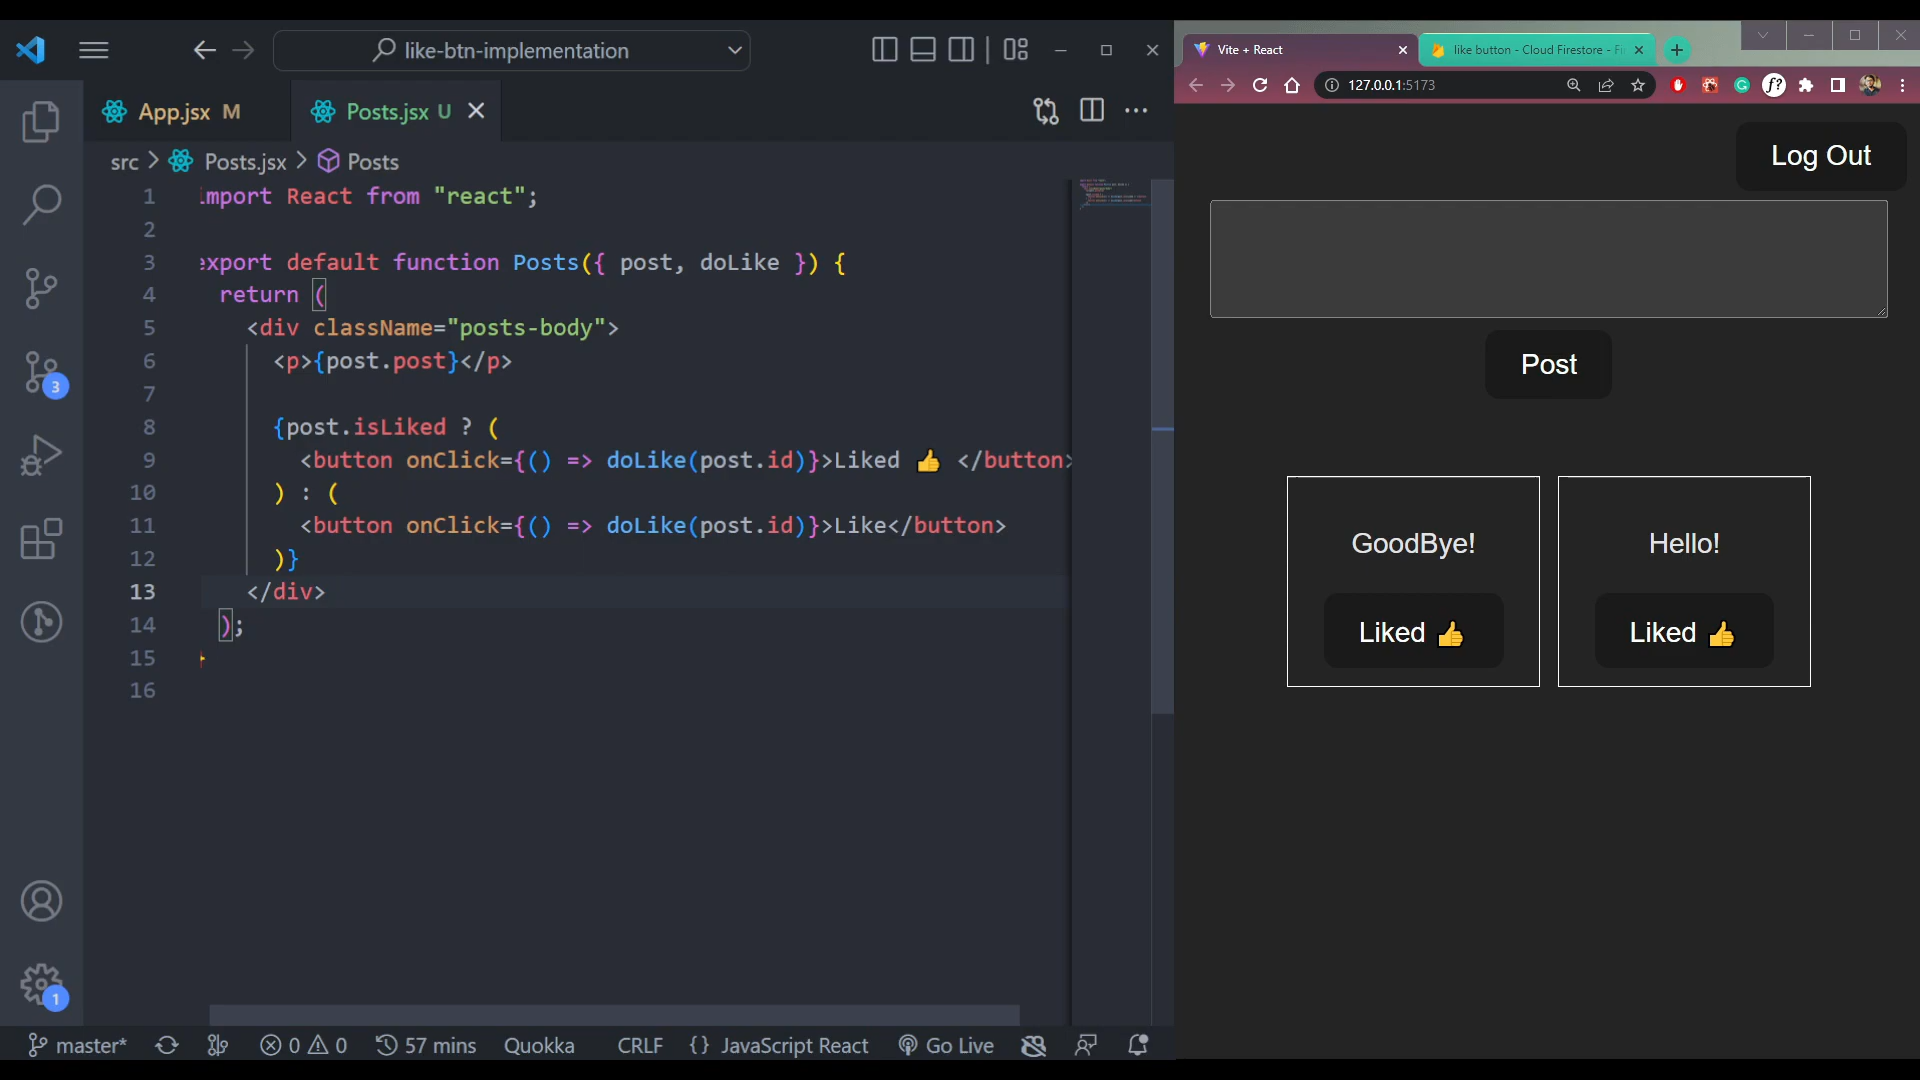 like-btn-implementation
App.jsx M
Posts.jsx U
src > Posts.jsx > Posts
1 import React from "react";
2
3 export default function Posts({ post, doLike }) {
4 return (
5 <div className="posts-body">
6 <p>{post.post}</p>
7
8 {post.isLiked ? (
9 <button onClick={() => doLike(post.id)}>Liked 👍 </button>
10 ) : (
11 <button onClick={() => doLike(post.id)}>Like</button>
12 )}
13 </div>
14 );
15 }
16
3
1
master*
0 0
57 mins
Quokka
CRLF
{} JavaScript React
Go Live
Vite + React
like button - Cloud Firestore - Fi
127.0.0.1:5173
f?
Log Out
Post
GoodBye!
Liked 👍
Hello!
Liked 👍